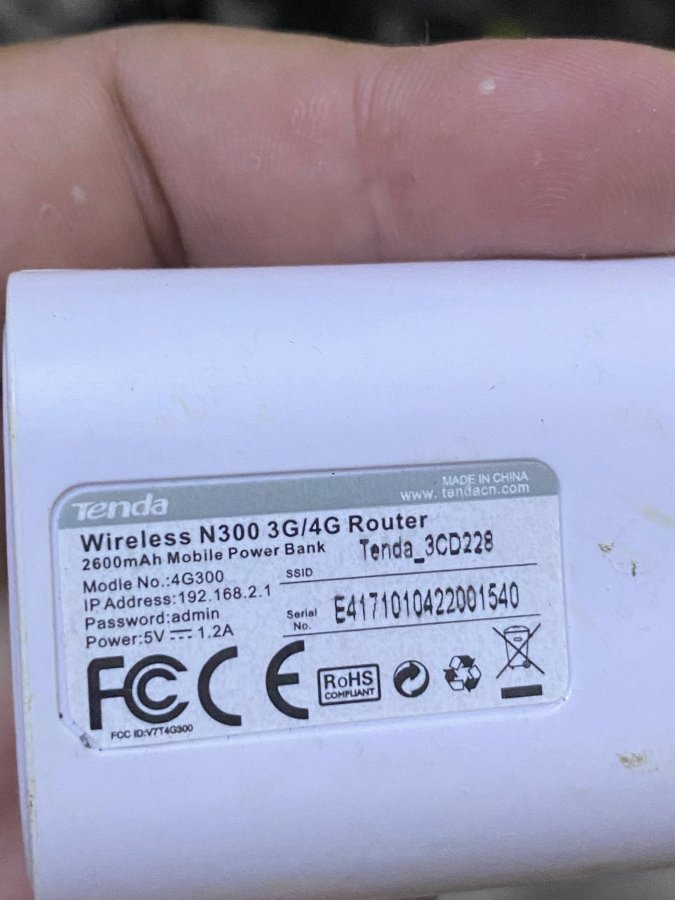 Tenda
MADE IN CHINA
www.tendacn.com
Wireless N300 3G/4G Router
2600mAh Mobile Power Bank
Modle No.:4G300
IP Address:192.168.2.1
Password:admin
Power:5V ⎓ 1.2A
SSID Tenda_3CD228
Serial No. E4171010422001540
FC CE
RoHS
COMPLIANT
FCC ID:V7T4G300